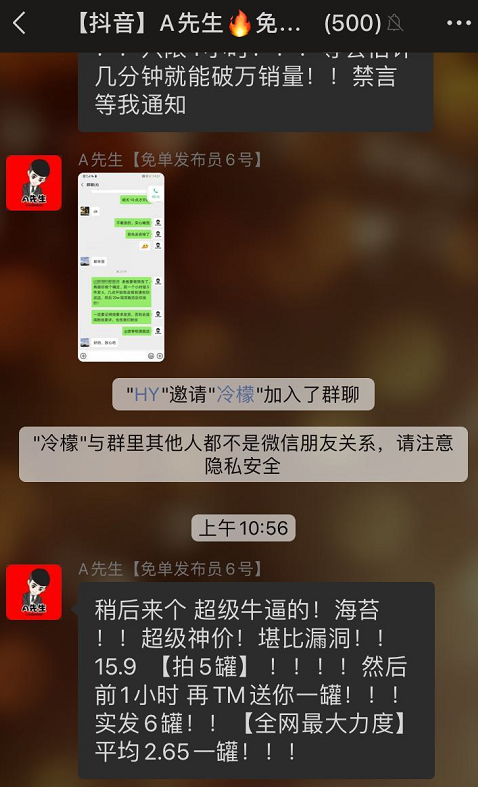 【抖音】A先生🔥免... (500)
几分钟就能破万销量！！禁言
等我通知
A先生【免单发布员6号】
A先生
"HY"邀请"冷檬"加入了群聊
"冷檬"与群里其他人都不是微信朋友关系，请注意
隐私安全
上午10:56
A先生【免单发布员6号】
A先生
稍后来个 超级牛逼的！海苔
！！超级神价！堪比漏洞！！
15.9 【拍5罐】！！！！然后
前1小时 再TM送你一罐！！！
实发6罐！！【全网最大力度】
平均2.65一罐！！！